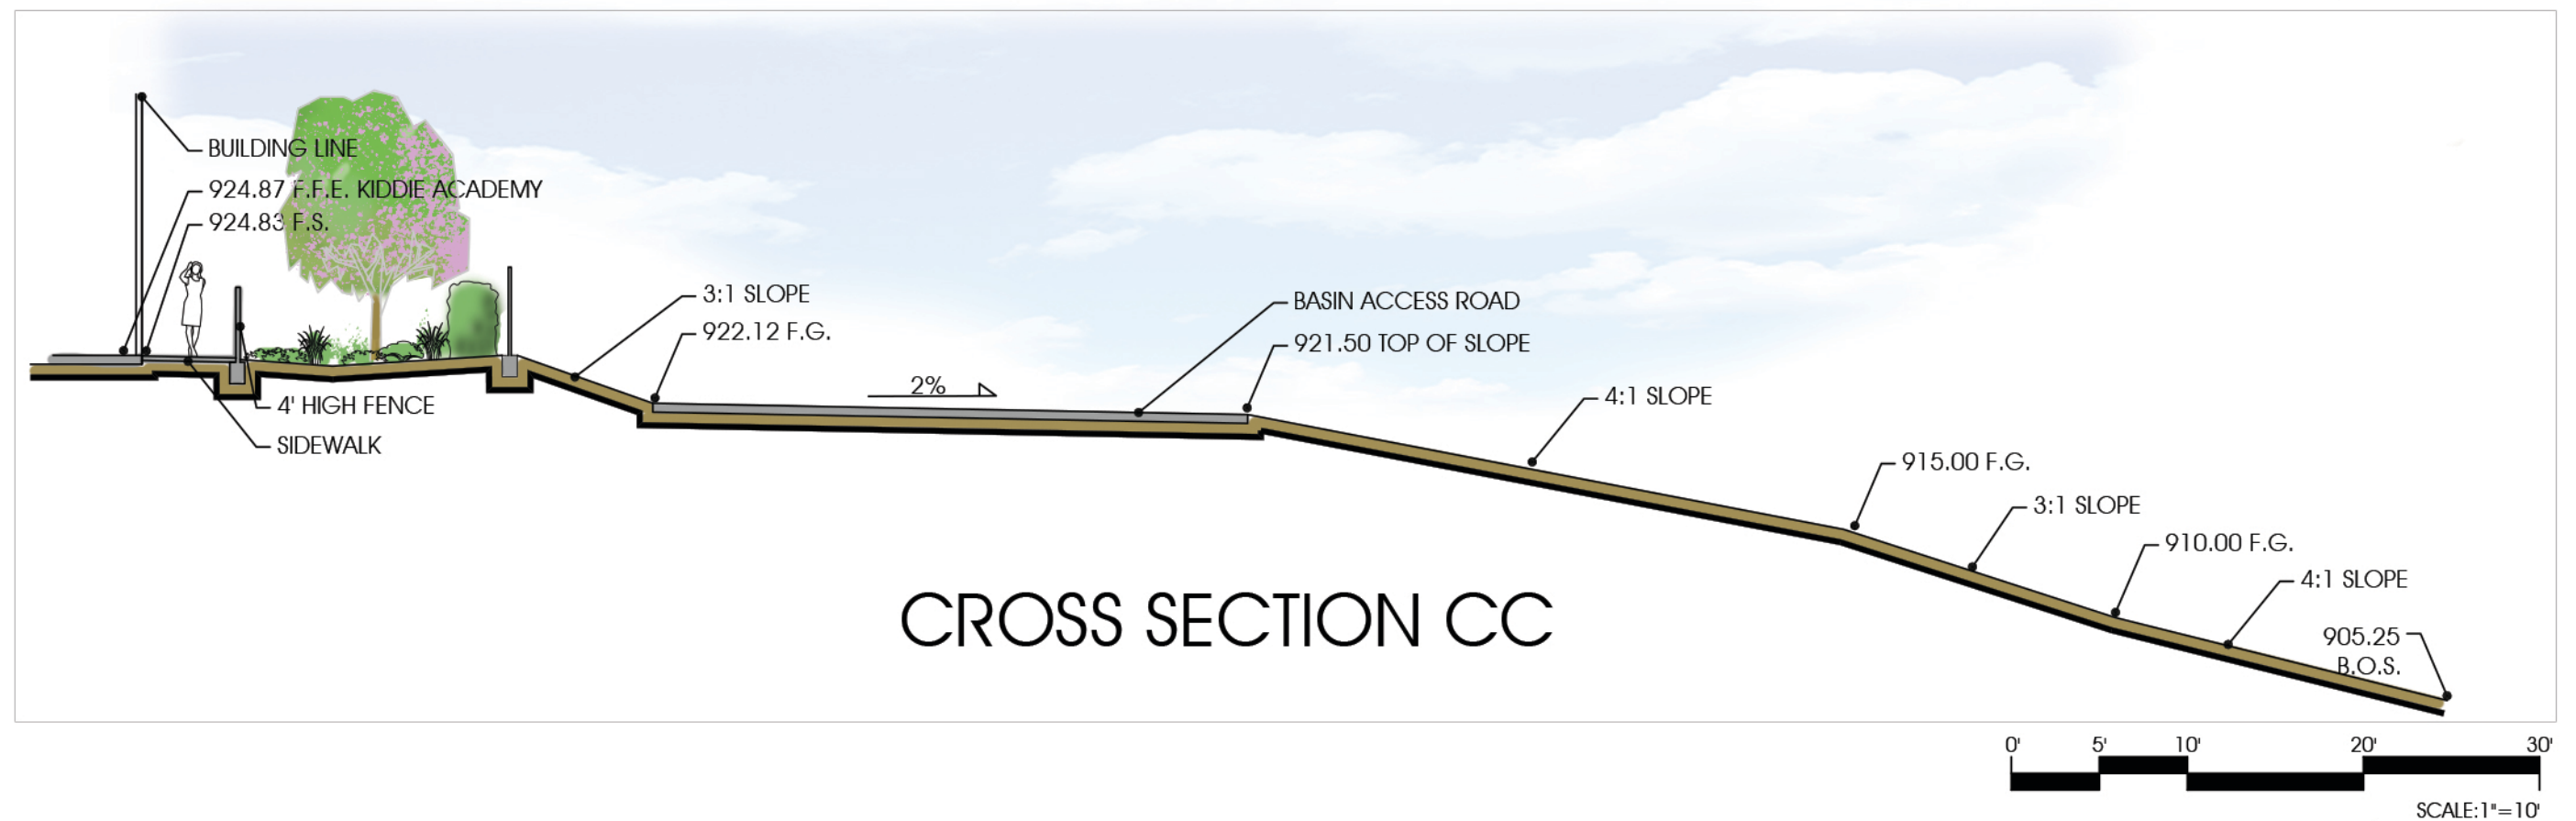 BUILDING LINE
924.87 F.F.E. KIDDIE ACADEMY
924.83 F.S.
4' HIGH FENCE
SIDEWALK
3:1 SLOPE
922.12 F.G.
2%
BASIN ACCESS ROAD
921.50 TOP OF SLOPE
4:1 SLOPE
915.00 F.G.
3:1 SLOPE
910.00 F.G.
4:1 SLOPE
905.25
B.O.S.
CROSS SECTION CC
0' 5' 10' 20' 30'
SCALE:1"=10'